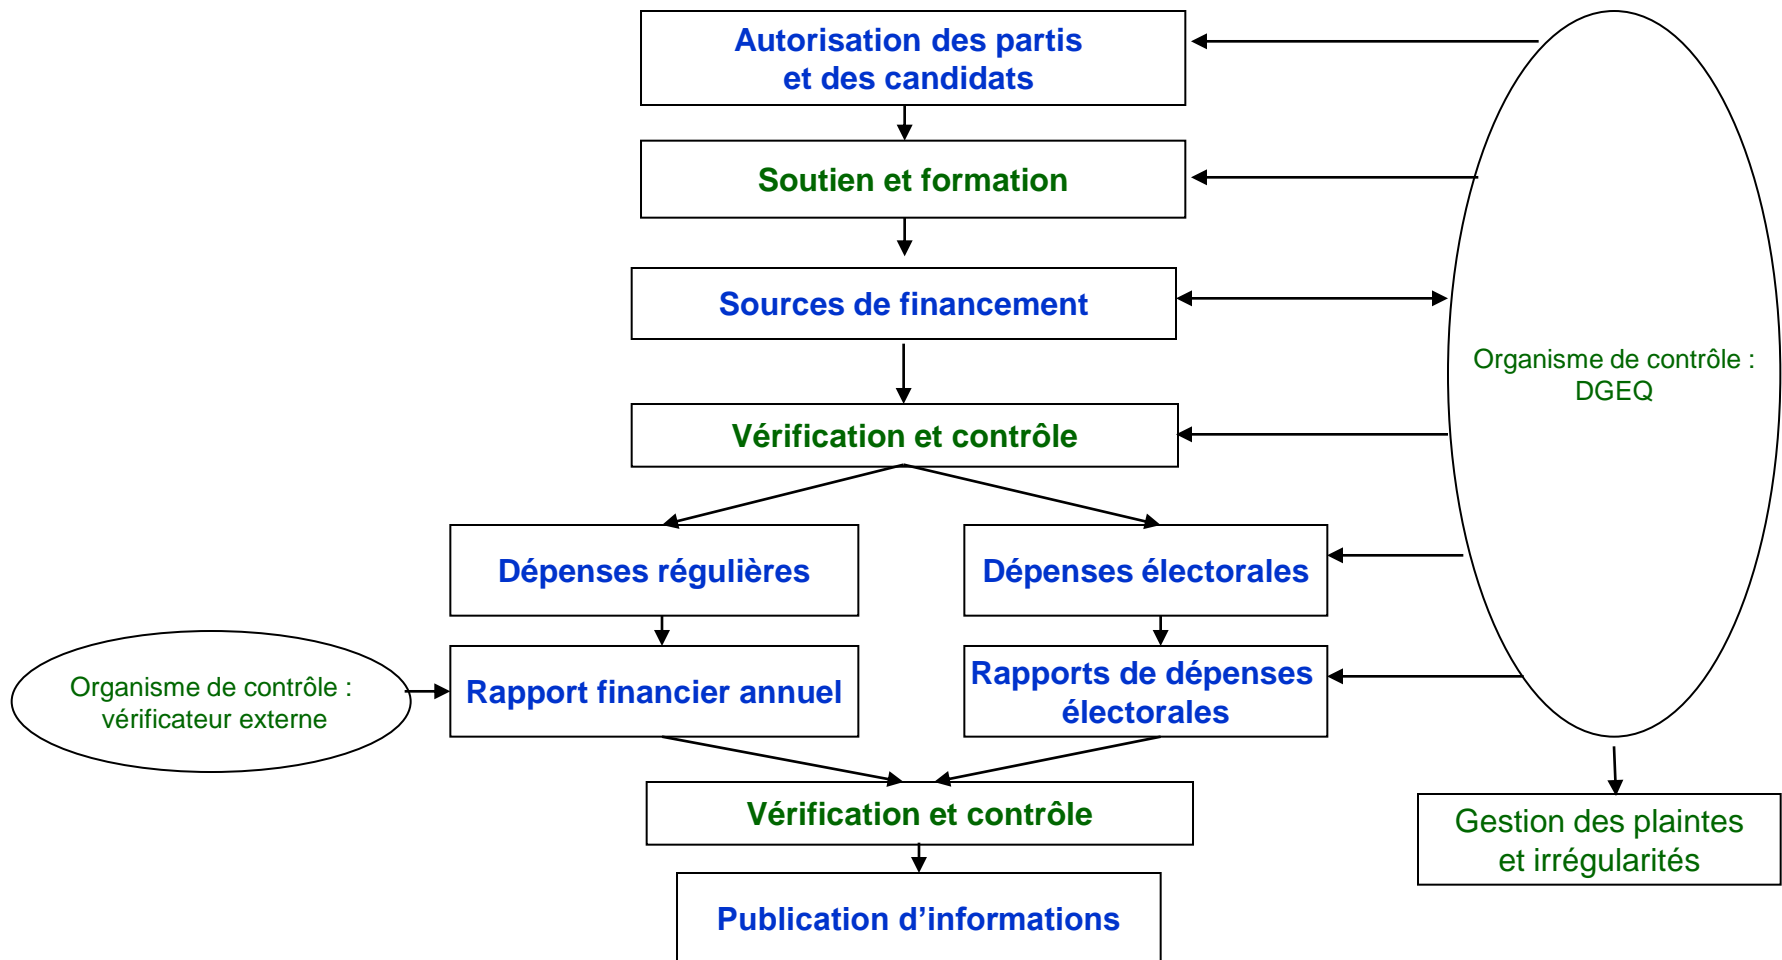 Autorisation des partis
et des candidats
Soutien et formation
Sources de financement
Organisme de contrôle :
DGEQ
Vérification et contrôle
Dépenses régulières
Dépenses électorales
Organisme de contrôle :
vérificateur externe
Rapport financier annuel
Rapports de dépenses
électorales
Vérification et contrôle
Gestion des plaintes
et irrégularités
Publication d’informations